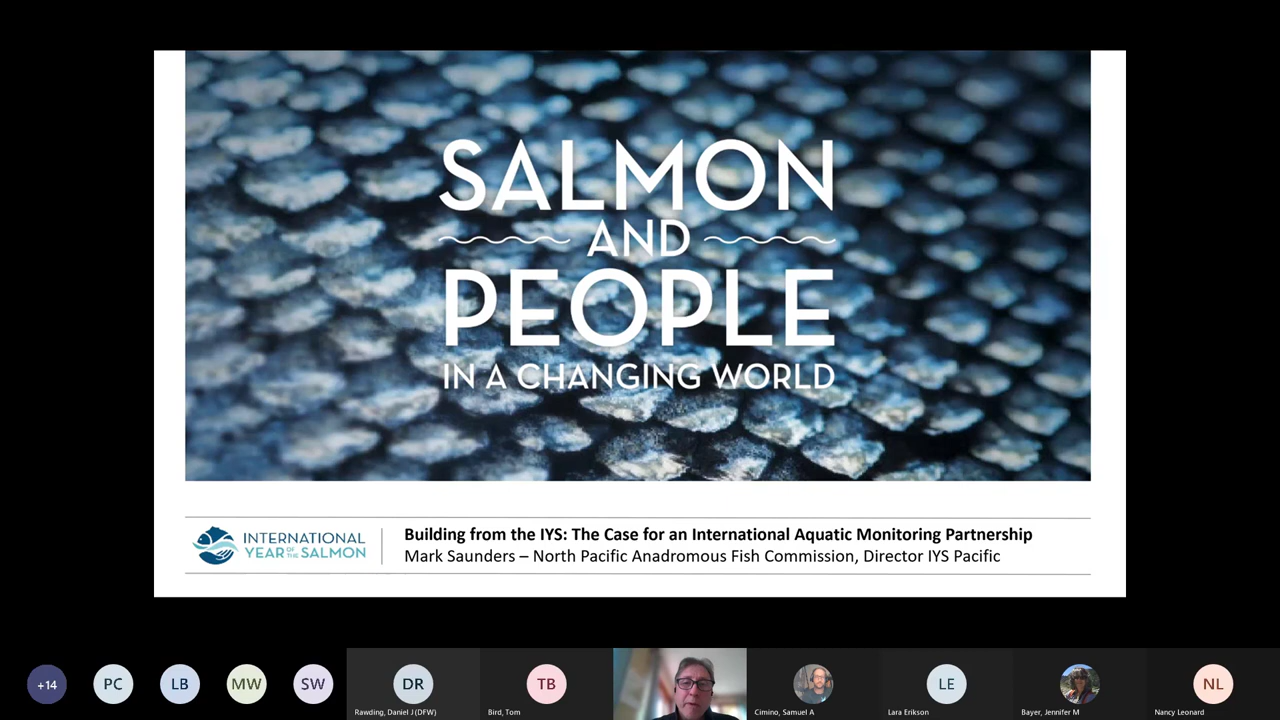 SALMON
AND
PEOPLE
IN A CHANGING WORLD
INTERNATIONAL
YEAR OF THE SALMON
Building from the IYS: The Case for an International Aquatic Monitoring Partnership
Mark Saunders – North Pacific Anadromous Fish Commission, Director IYS Pacific
+14
PC
LB
MW
SW
DR
TB
LE
NL
Rawding, Daniel J (DFW)
Bird, Tom
Cimino, Samuel A
Lara Erikson
Bayer, Jennifer M
Nancy Leonard